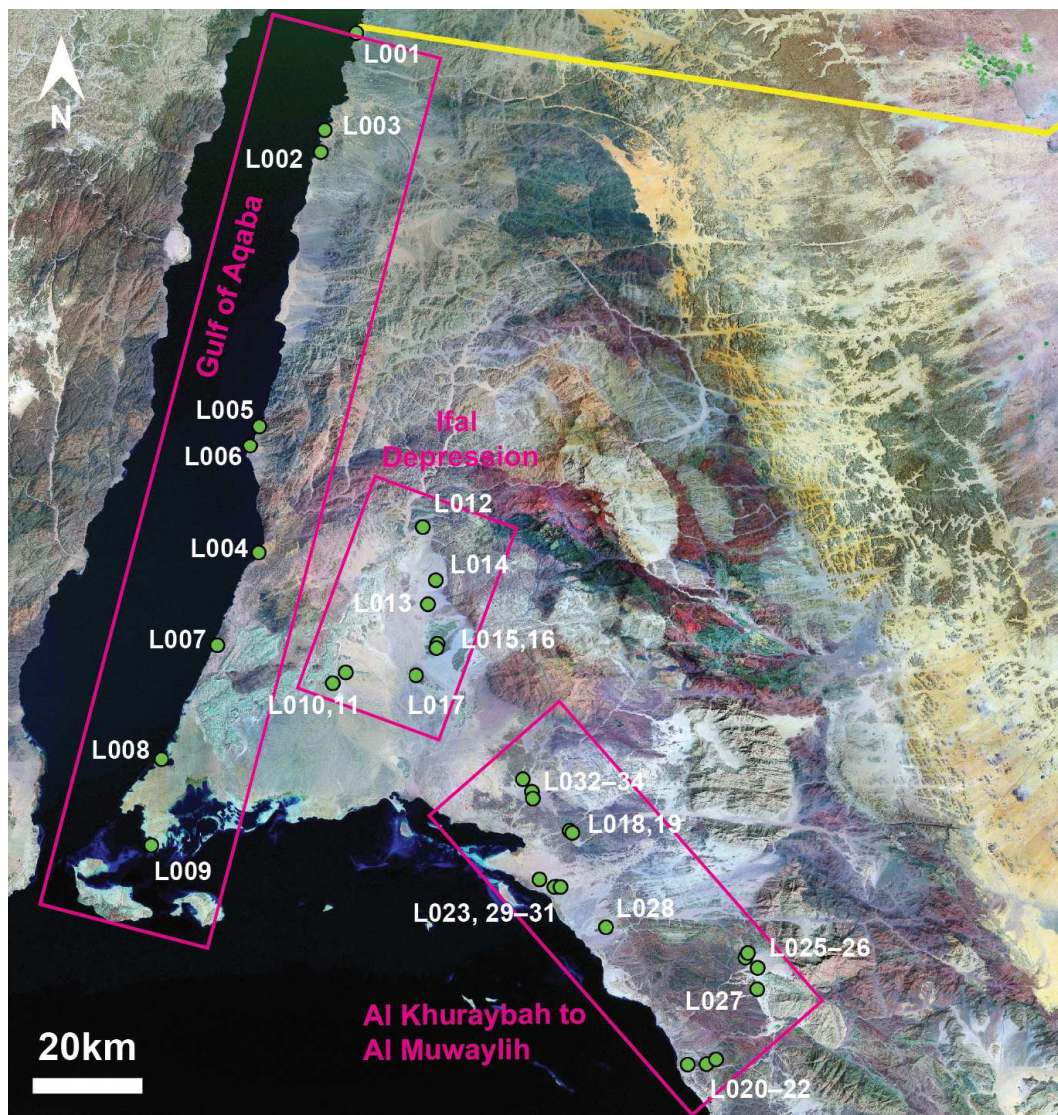 L001
N
L003
L002
Gulf of Aqaba
L005
L006
Ifal
Depression
L012
L004
L014
L013
L007
L015,16
L010,11
L017
L008
L032–34
L018,19
L009
L023, 29–31
L028
L025–26
L027
Al Khuraybah to
Al Muwaylih
20km
L020–22